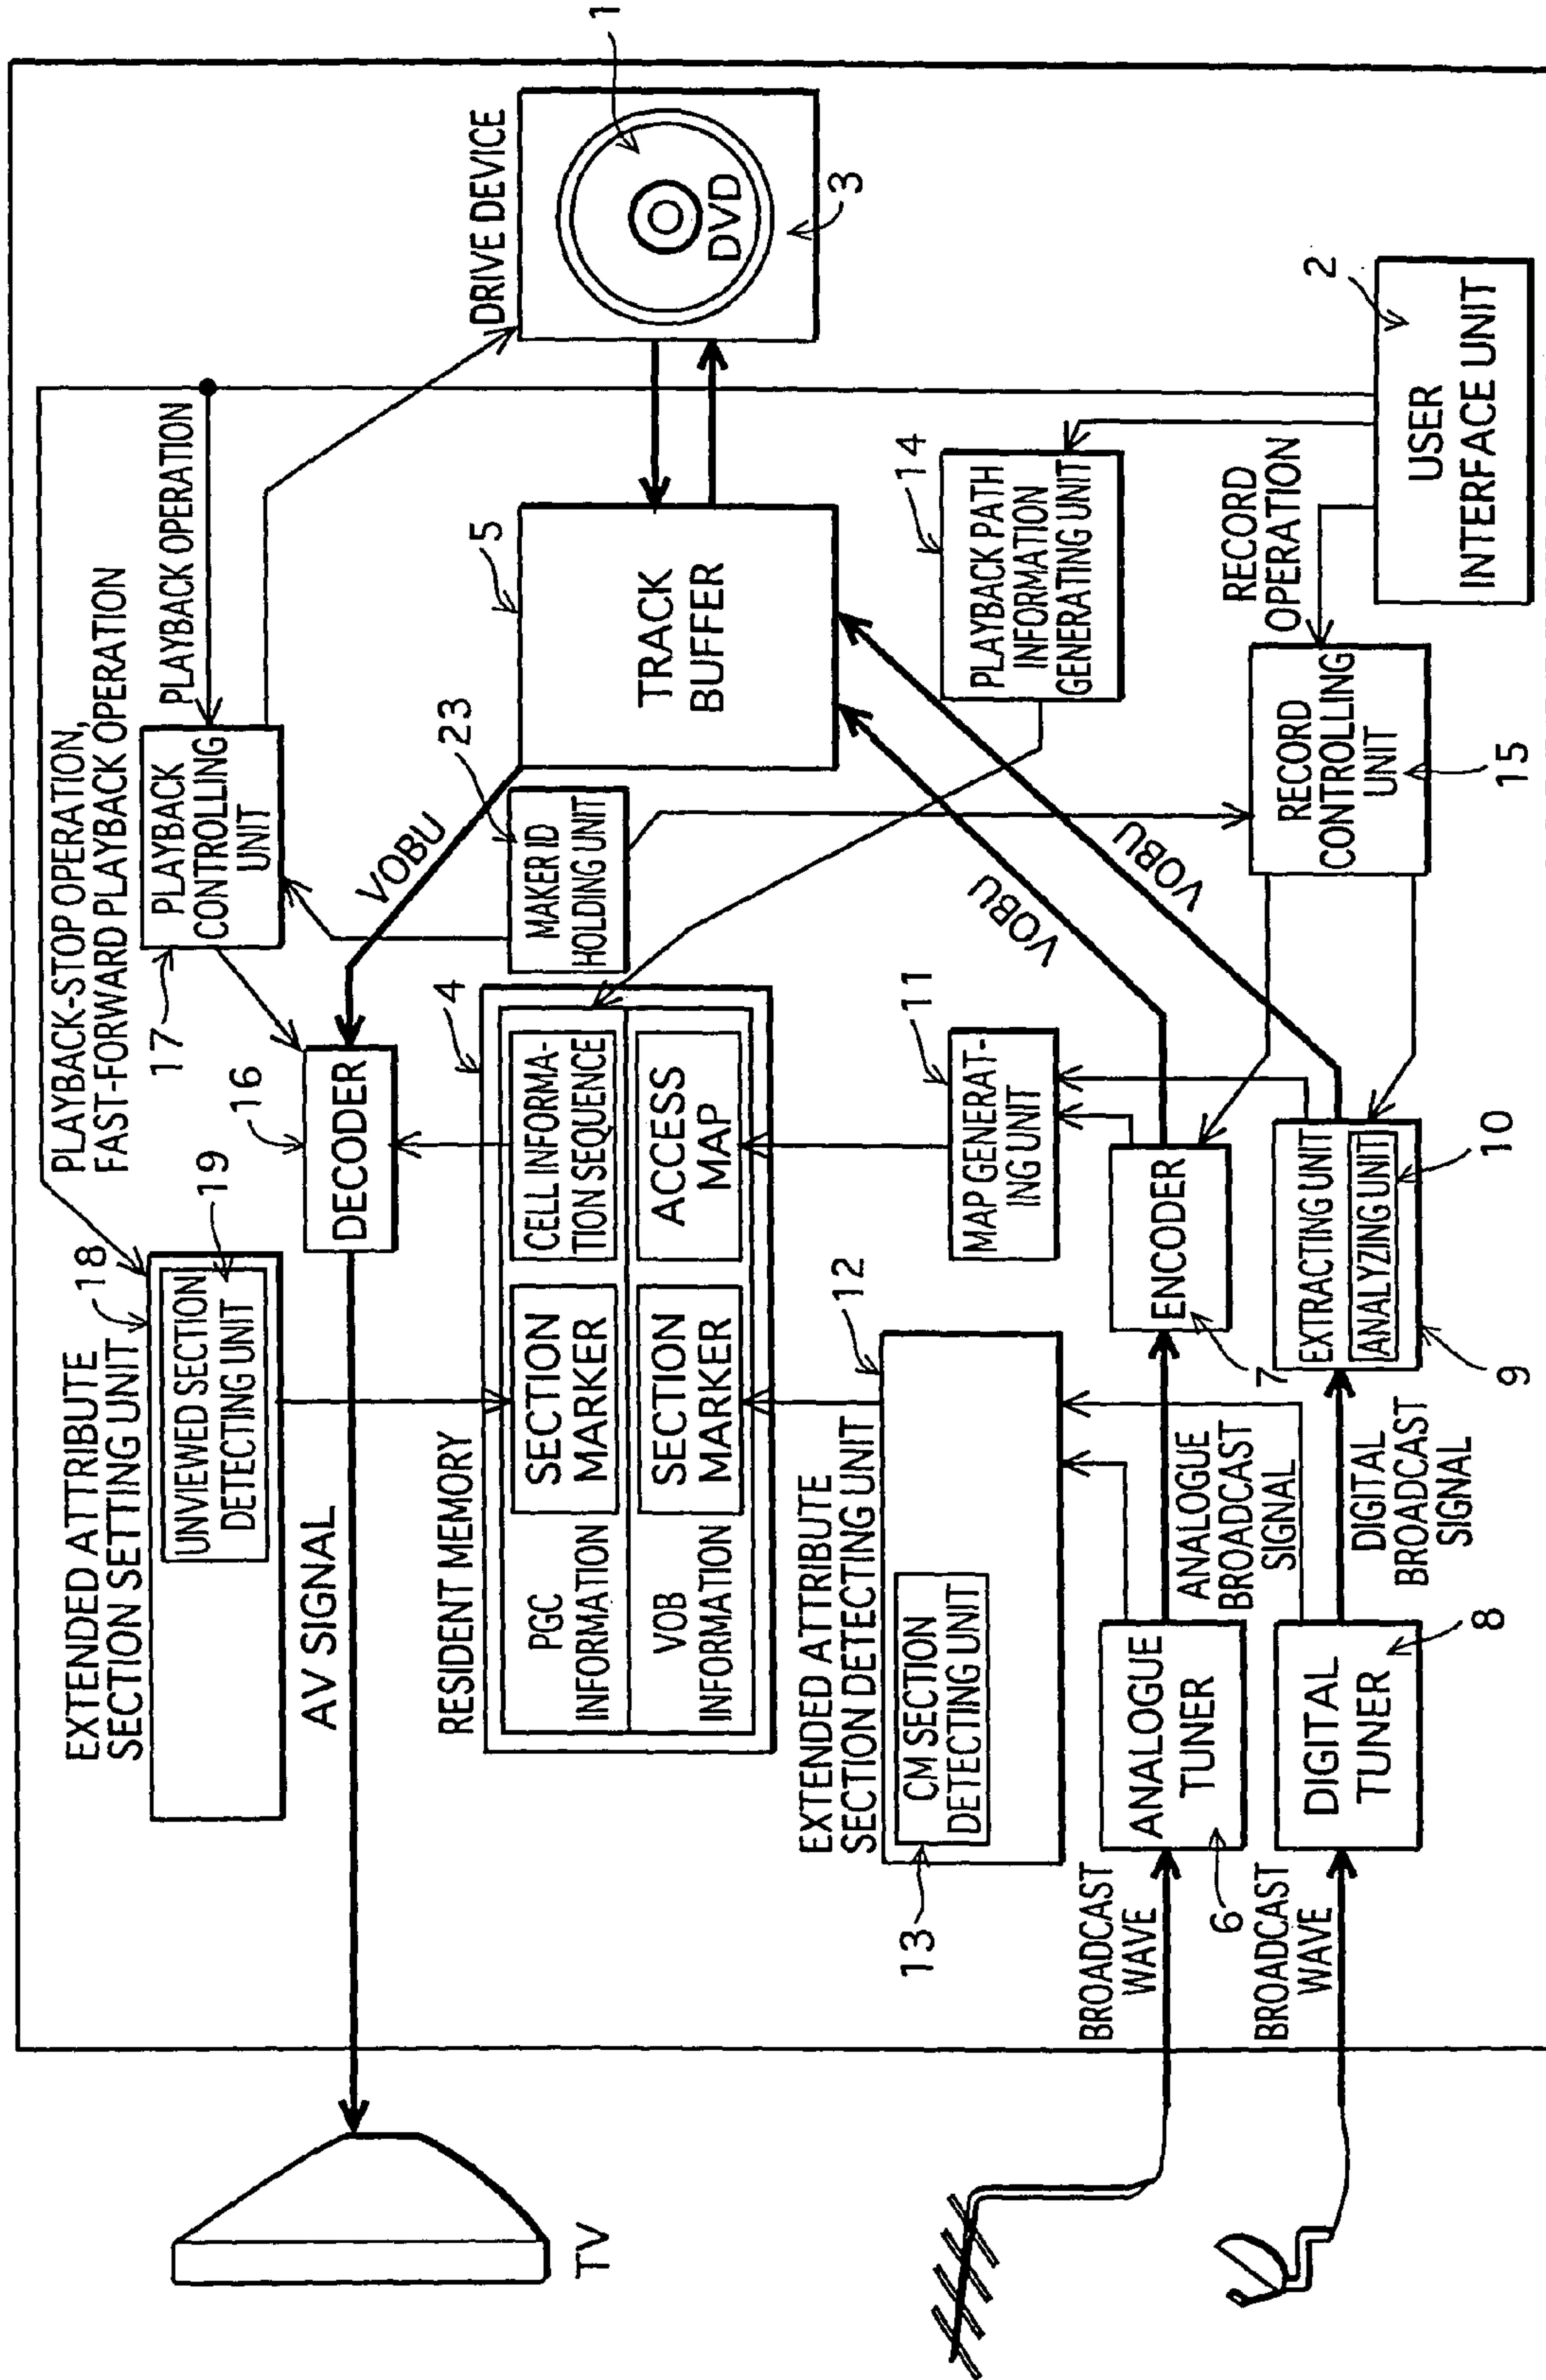 PLAYBACK-STOP OPERATION,
FAST-FORWARD PLAYBACK OPERATION
PLAYBACK OPERATION
EXTENDED ATTRIBUTE
SECTION SETTING UNIT
18
UNVIEWED SECTION
DETECTING UNIT
19
17
PLAYBACK
CONTROLLING
UNIT
TV
AV SIGNAL
16
DECODER
VOBU
23
MAKER ID
HOLDING UNIT
5
TRACK
BUFFER
DRIVE DEVICE
1
DVD
3
RESIDENT MEMORY
4
PGC
INFORMATION
SECTION
MARKER
CELL INFORMA-
TION SEQUENCE
VOB
INFORMATION
SECTION
MARKER
ACCESS
MAP
EXTENDED ATTRIBUTE
SECTION DETECTING UNIT
12
CM SECTION
DETECTING UNIT
13
11
MAP GENERAT-
ING UNIT
14
PLAYBACK PATH
INFORMATION
GENERATING UNIT
BROADCAST
WAVE
ANALOGUE
TUNER
6
ANALOGUE
BROADCAST
SIGNAL
7
ENCODER
VOBU
VOBU
BROADCAST
WAVE
DIGITAL
TUNER
8
DIGITAL
BROADCAST
SIGNAL
EXTRACTING UNIT
ANALYZING UNIT
9
10
RECORD
CONTROLLING
UNIT
15
RECORD
OPERATION
2
USER
INTERFACE UNIT